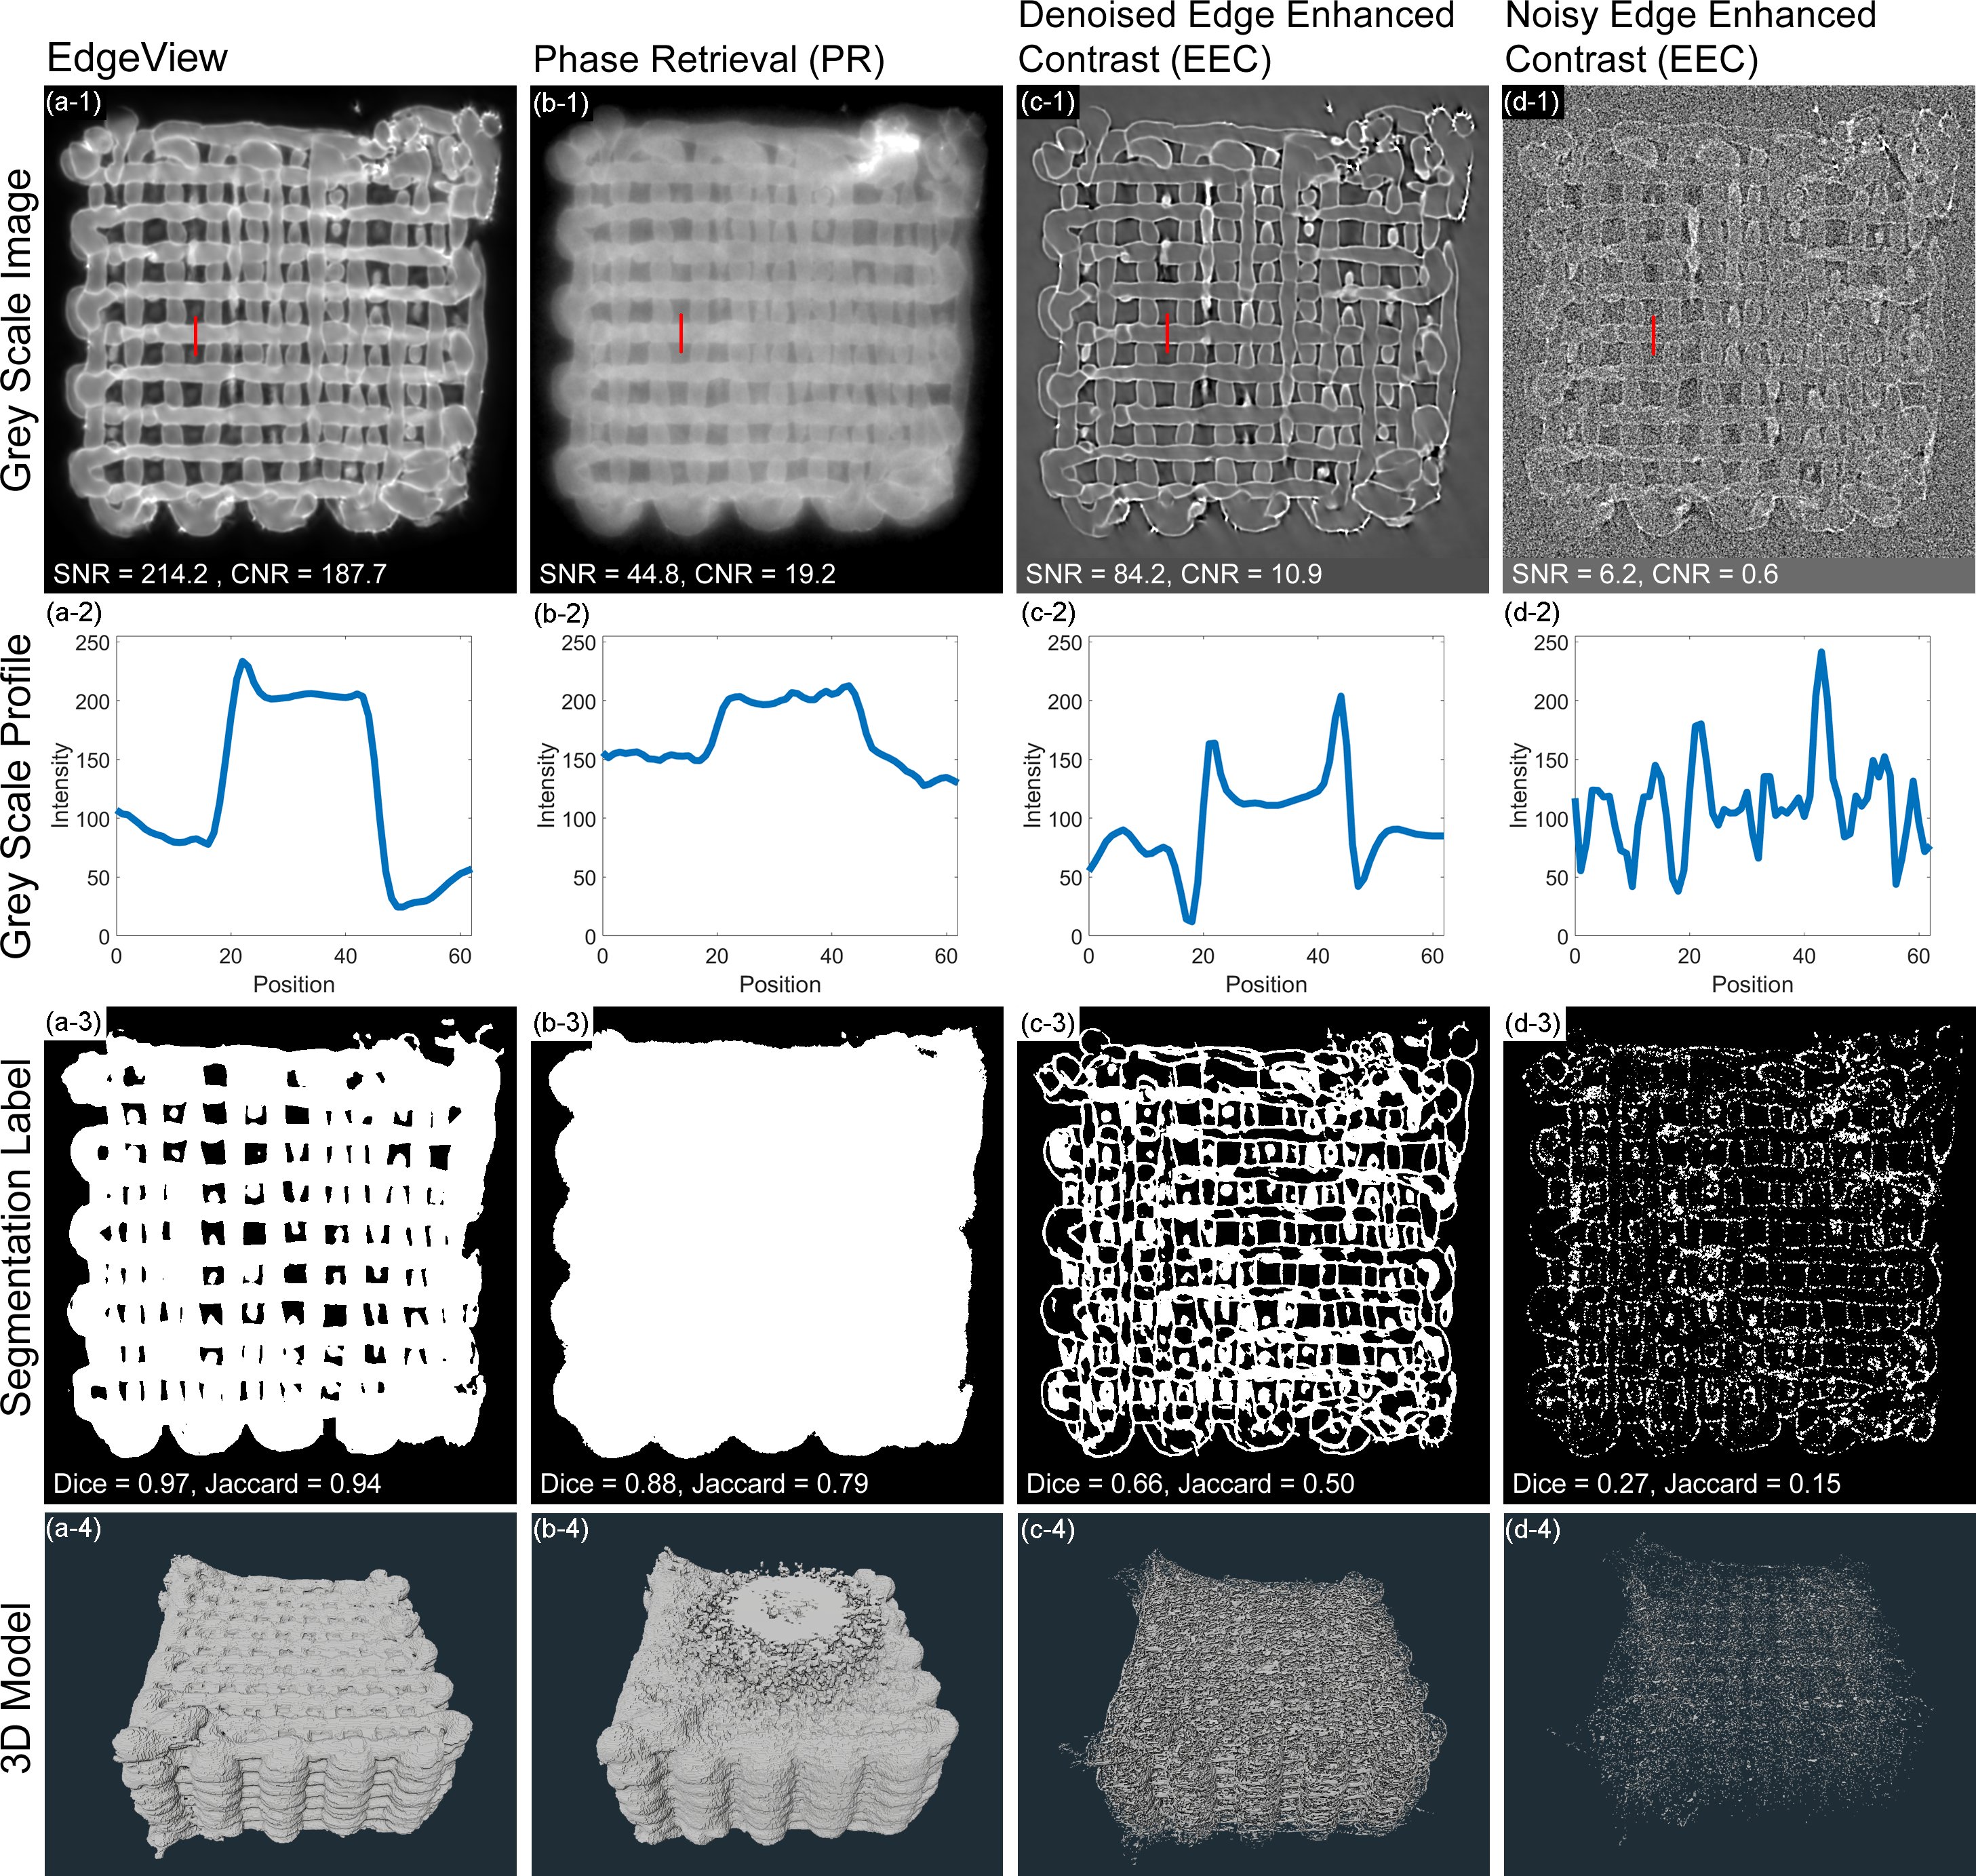 EdgeView
Phase Retrieval (PR)
Denoised Edge Enhanced
Contrast (EEC)
Noisy Edge Enhanced
Contrast (EEC)
Grey Scale Image
(a-1)
SNR = 214.2 , CNR = 187.7
(b-1)
SNR = 44.8, CNR = 19.2
(c-1)
SNR = 84.2, CNR = 10.9
(d-1)
SNR = 6.2, CNR = 0.6
Grey Scale Profile
(a-2)
250
200
150
100
50
0
Intensity
0 20 40 60
Position
(b-2)
250
200
150
100
50
0
Intensity
0 20 40 60
Position
(c-2)
250
200
150
100
50
0
Intensity
0 20 40 60
Position
(d-2)
250
200
150
100
50
0
Intensity
0 20 40 60
Position
Segmentation Label
(a-3)
Dice = 0.97, Jaccard = 0.94
(b-3)
Dice = 0.88, Jaccard = 0.79
(c-3)
Dice = 0.66, Jaccard = 0.50
(d-3)
Dice = 0.27, Jaccard = 0.15
3D Model
(a-4)
(b-4)
(c-4)
(d-4)